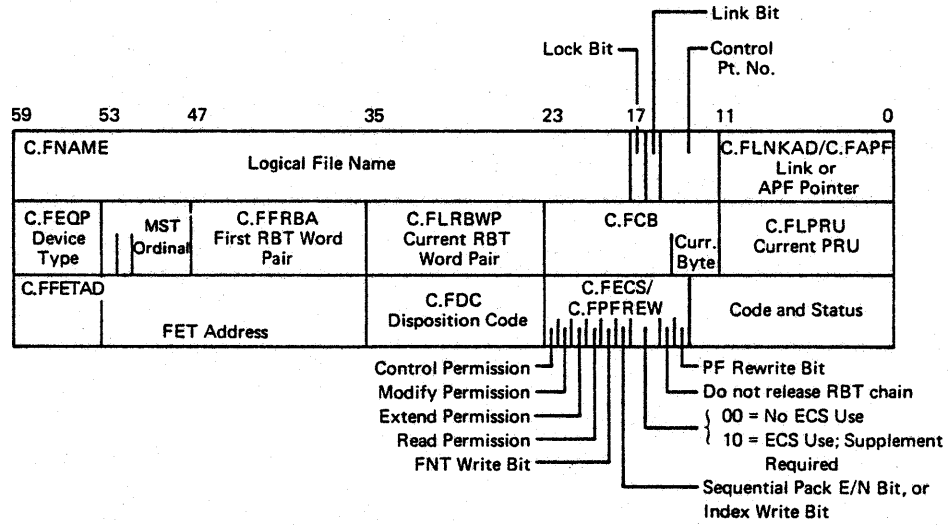 Link Bit
Lock Bit
Control
Pt. No.
59 53 47 35 23 17 11 0
C.FNAME
Logical File Name
C.FLNKAD/C.FAPF
Link or
APF Pointer
C.FEQP
Device
Type
MST
Ordinal
C.FFRBA
First RBT Word
Pair
C.FLRBWP
Current RBT
Word Pair
C.FCB
Curr.
Byte
C.FLPRU
Current PRU
C.FFETAD
FET Address
C.FDC
Disposition Code
C.FECS/
C.FPFREW
Code and Status
Control Permission
Modify Permission
Extend Permission
Read Permission
FNT Write Bit
PF Rewrite Bit
Do not release RBT chain
00 = No ECS Use
10 = ECS Use; Supplement
Required
Sequential Pack E/N Bit, or
Index Write Bit